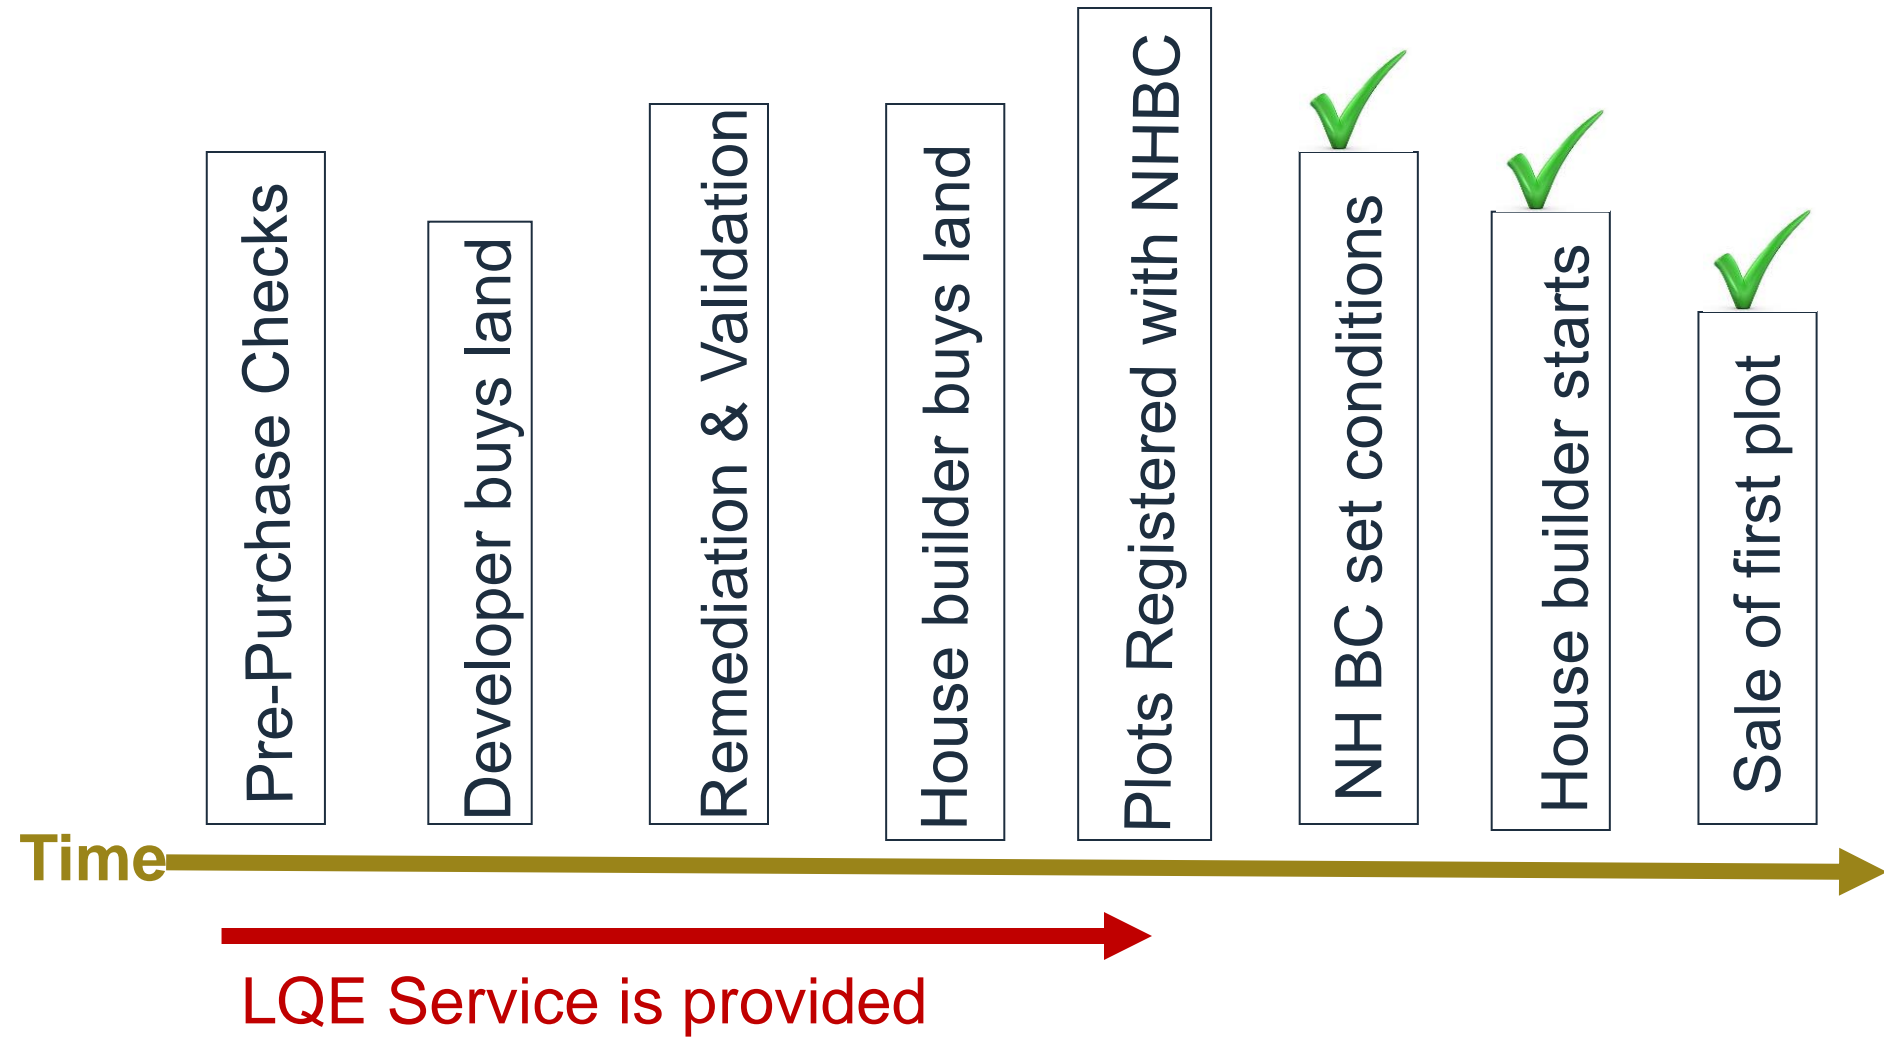 Pre-Purchase Checks
Developer buys land
Remediation & Validation
House builder buys land
Plots Registered with NHBC
NH BC set conditions
House builder starts
Sale of first plot
Time
LQE Service is provided